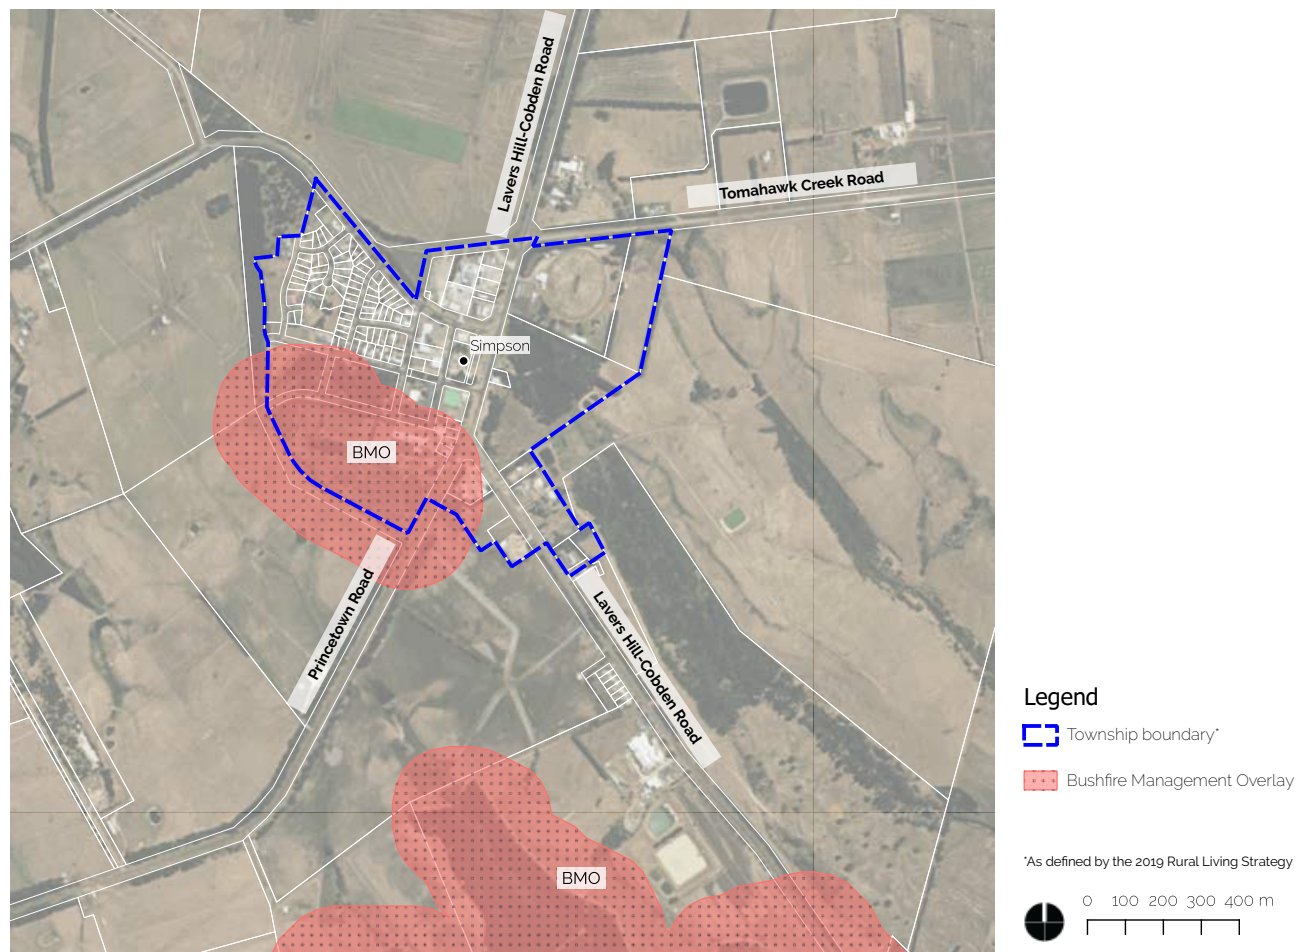 Lavers Hill-Cobden Road
Tomahawk Creek Road
Simpson
BMO
Princetown Road
Lavers Hill-Cobden Road
BMO
Legend
Township boundary*
Bushfire Management Overlay
*As defined by the 2019 Rural Living Strategy
0 100 200 300 400 m